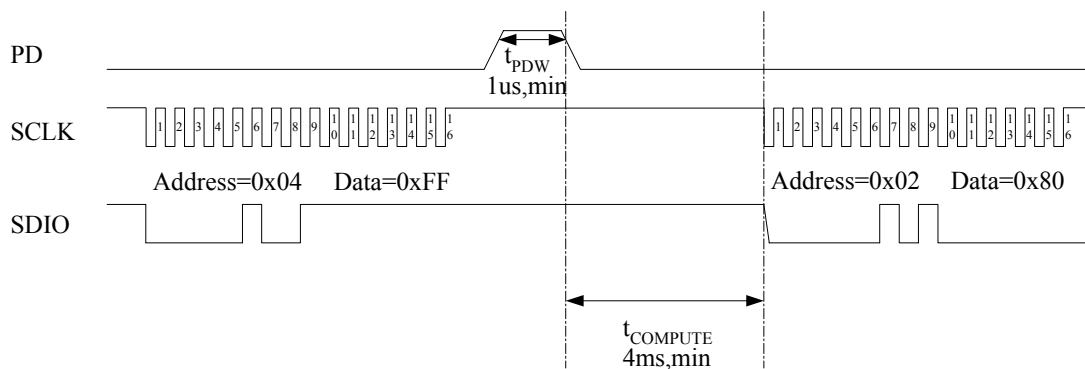 PD
t_PDW
1us,min
SCLK
1 2 3 4 5 6 7 8 9 10 11 12 13 14 15 16
1 2 3 4 5 6 7 8 9 10 11 12 13 14 15 16
Address=0x04 Data=0xFF
Address=0x02 Data=0x80
SDIO
t_COMPUTE
4ms,min